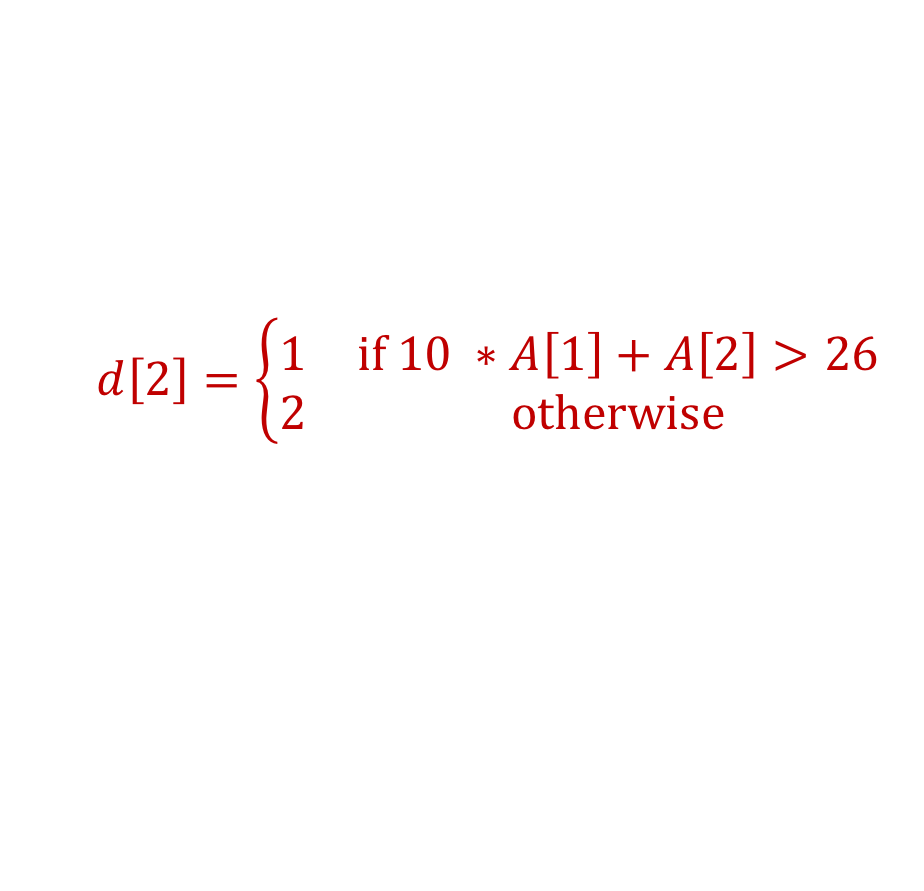 d[2] = {1 if 10 * A[1] + A[2] > 26
2 otherwise